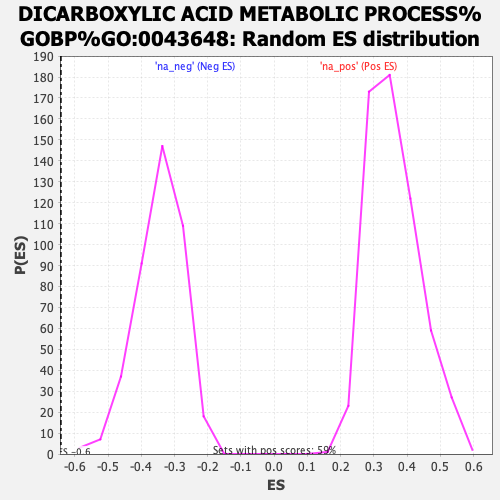 DICARBOXYLIC ACID METABOLIC PROCESS%
GOBP%GO:0043648: Random ES distribution
'na_neg' (Neg ES) 'na_pos' (Pos ES)
190
180
170
160
150
140
130
120
110
100
90
80
70
60
50
40
30
20
10
0
P(ES)
ES -0.6
Sets with pos scores: 59%
-0.6 -0.5 -0.4 -0.3 -0.2 -0.1 0.0 0.1 0.2 0.3 0.4 0.5 0.6
ES